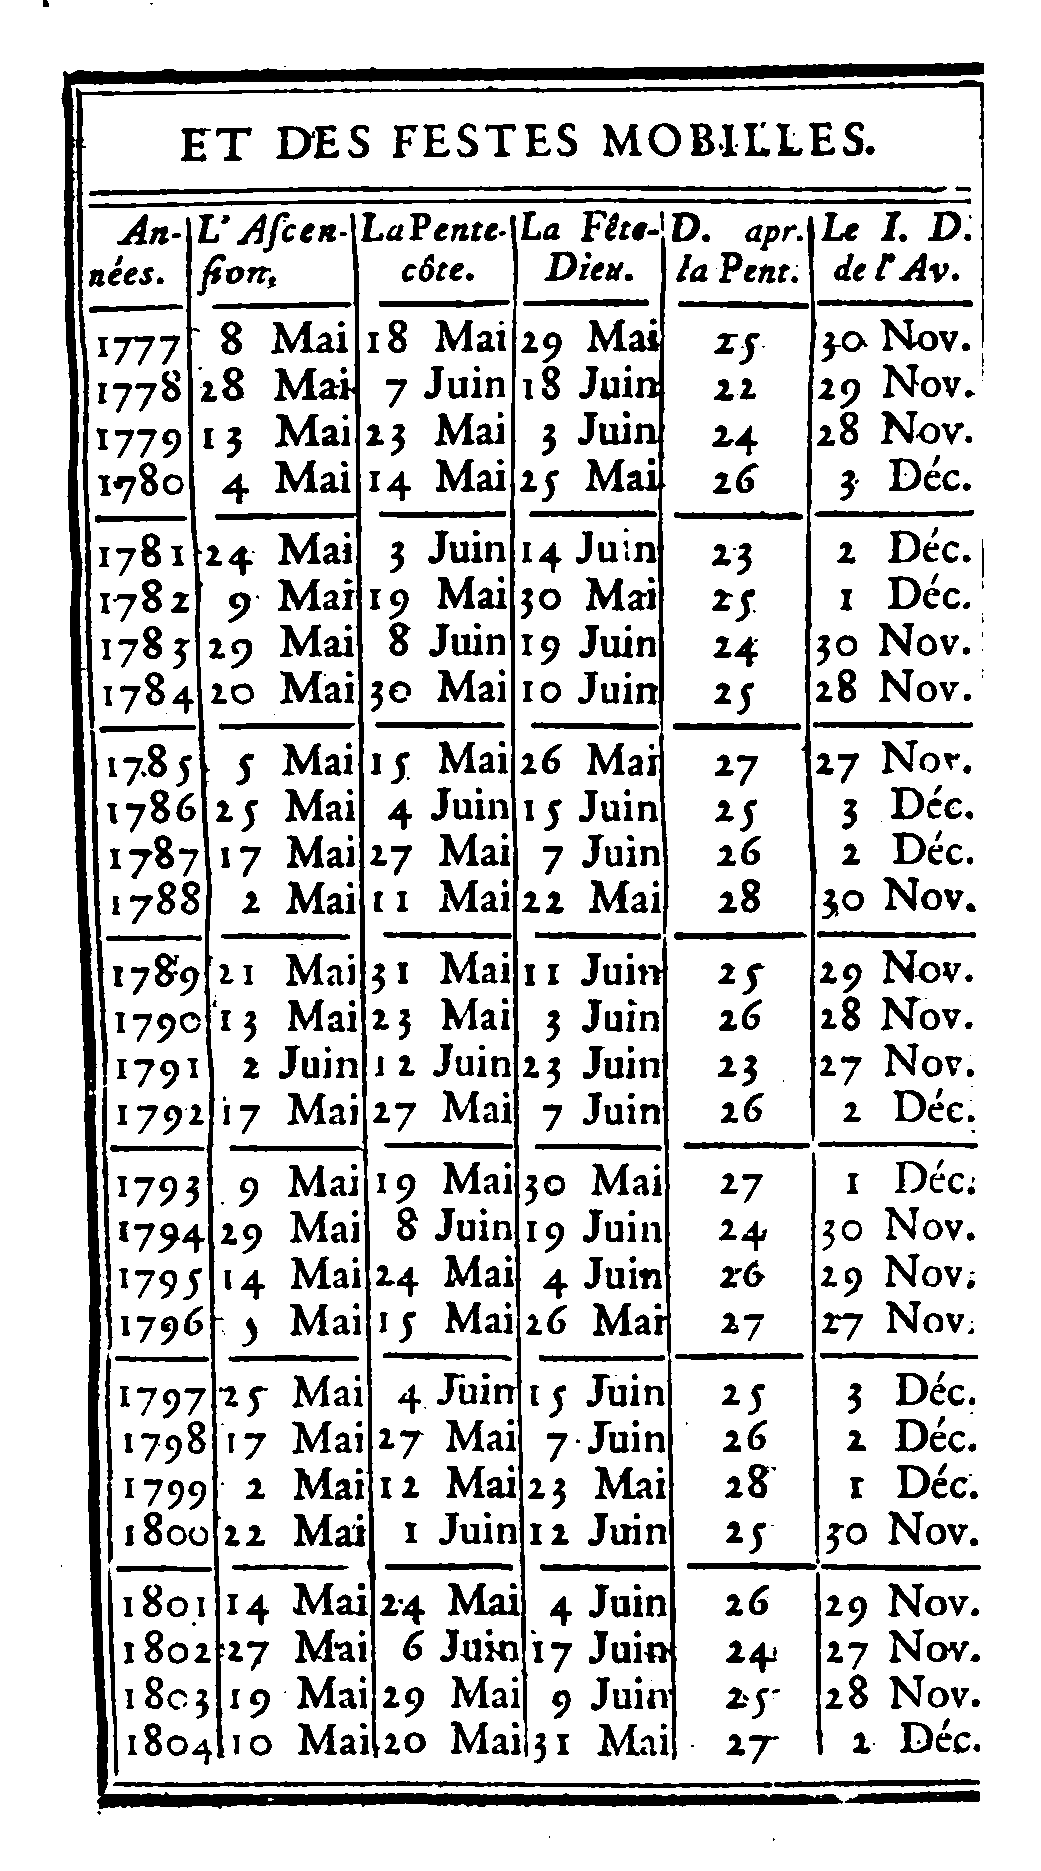 ET DES FESTES MOBILLES.
An- L'Aſcen- La Pente- La Fête- D. apr. Le I. D.
nées. ſion, côte. Dieu. la Pent. de l'Av.
1777 8 Mai 18 Mai 29 Mai 25 30 Nov.
1778 28 Mai 7 Juin 18 Juin 22 29 Nov.
1779 13 Mai 23 Mai 3 Juin 24 28 Nov.
1780 4 Mai 14 Mai 25 Mai 26 3 Déc.
1781 24 Mai 3 Juin 14 Juin 23 2 Déc.
1782 9 Mai 19 Mai 30 Mai 25 1 Déc.
1783 29 Mai 8 Juin 19 Juin 24 30 Nov.
1784 20 Mai 30 Mai 10 Juin 25 28 Nov.
1785 5 Mai 15 Mai 26 Mai 27 27 Nov.
1786 25 Mai 4 Juin 15 Juin 25 3 Déc.
1787 17 Mai 27 Mai 7 Juin 26 2 Déc.
1788 2 Mai 11 Mai 22 Mai 28 30 Nov.
1789 21 Mai 31 Mai 11 Juin 25 29 Nov.
1790 13 Mai 23 Mai 3 Juin 26 28 Nov.
1791 2 Juin 12 Juin 23 Juin 23 27 Nov.
1792 17 Mai 27 Mai 7 Juin 26 2 Déc.
1793 9 Mai 19 Mai 30 Mai 27 1 Déc.
1794 29 Mai 8 Juin 19 Juin 24 30 Nov.
1795 14 Mai 24 Mai 4 Juin 26 29 Nov.
1796 5 Mai 15 Mai 26 Mai 27 27 Nov.
1797 25 Mai 4 Juin 15 Juin 25 3 Déc.
1798 17 Mai 27 Mai 7 Juin 26 2 Déc.
1799 2 Mai 12 Mai 23 Mai 28 1 Déc.
1800 22 Mai 1 Juin 12 Juin 25 30 Nov.
1801 14 Mai 24 Mai 4 Juin 26 29 Nov.
1802 27 Mai 6 Juin 17 Juin 24 27 Nov.
1803 19 Mai 29 Mai 9 Juin 25 28 Nov.
1804 10 Mai 20 Mai 31 Mai 27 2 Déc.